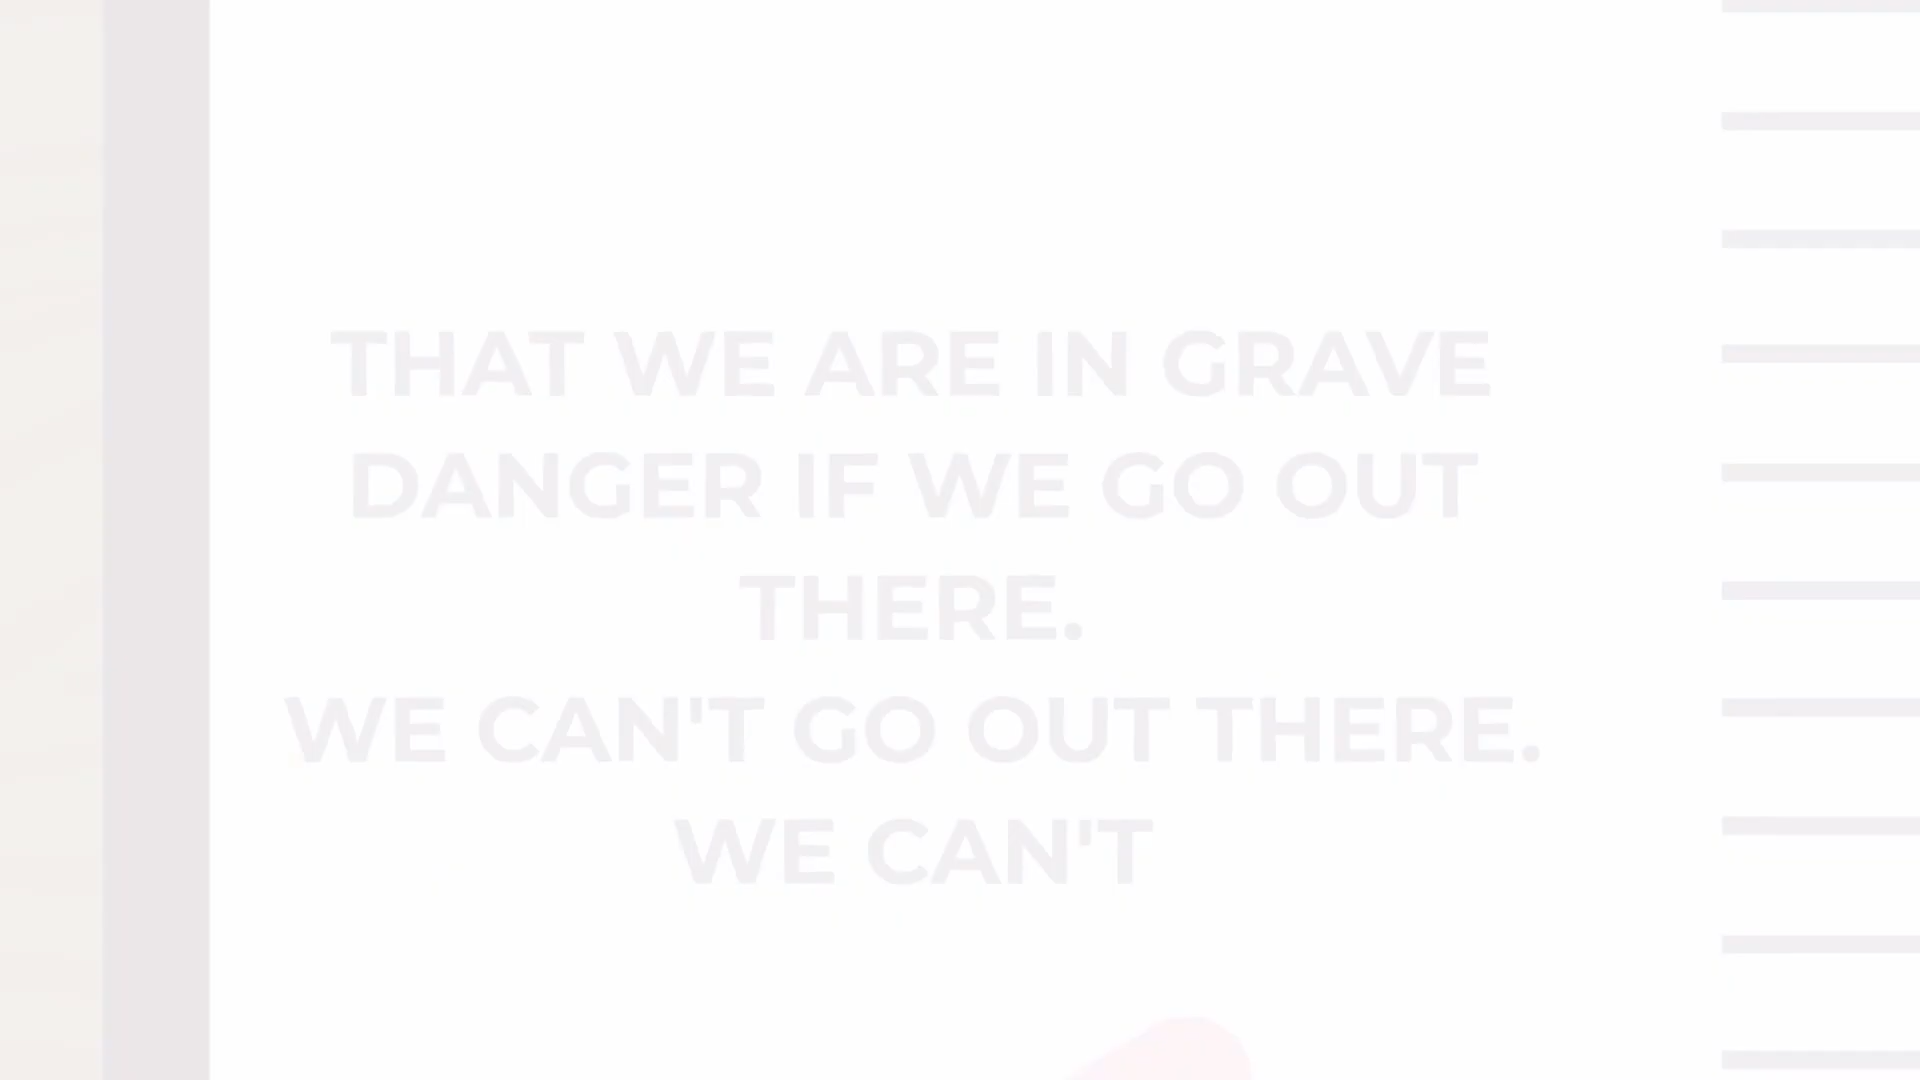 THAT WE ARE IN GRAVE
DANGER IF WE GO OUT
THERE.
WE CAN'T GO OUT THERE.
WE CAN'T